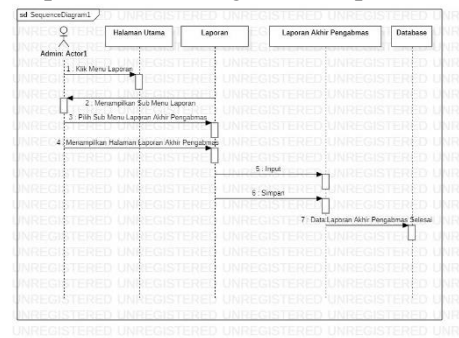 sd SequenceDiagram1
Halaman Utama
Laporan
Laporan Akhir Pengabmas
Database
Admin: Actor1
1 : Klik Menu Laporan
2 : Menampilkan Sub Menu Laporan
3 : Pilih Sub Menu Laporan Akhir Pengabmas
4 : Menampilkan Halaman Laporan Akhir Pengabmas
5 : Input
6 : Simpan
7 : Data Laporan Akhir Pengabmas Selesai
UNREGISTERED